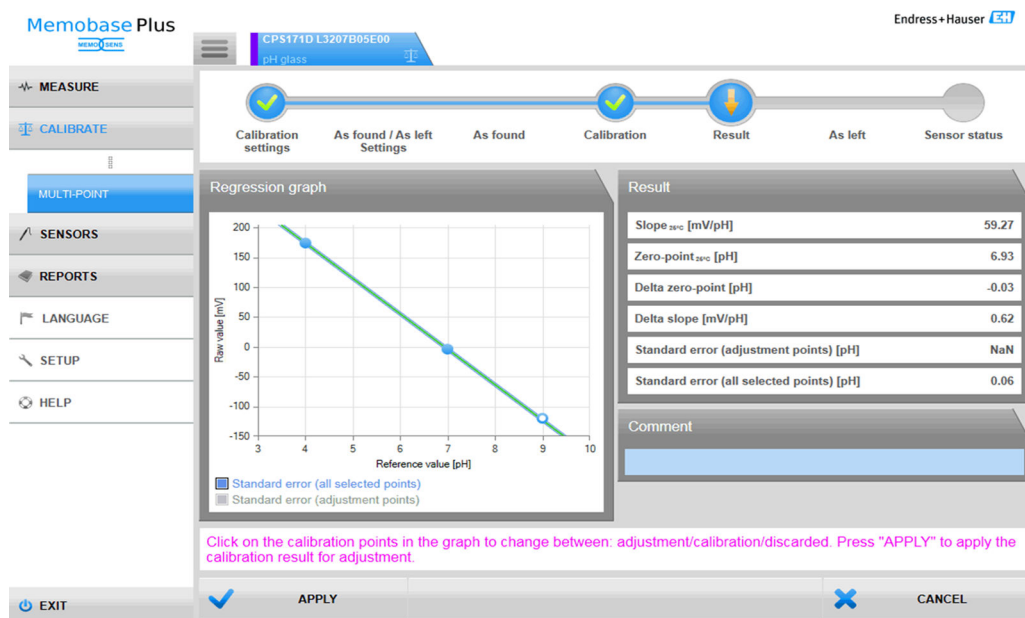 Memobase Plus
MEMO SENS
Endress+Hauser EH
CPS171D L3207B05E00
pH glass
MEASURE
CALIBRATE
MULTI-POINT
SENSORS
REPORTS
LANGUAGE
SETUP
HELP
EXIT
Calibration
settings
As found / As left
Settings
As found
Calibration
Result
As left
Sensor status
Regression graph
200
150
100
50
0
-50
-100
-150
Raw value [mV]
3 4 5 6 7 8 9 10
Reference value [pH]
Standard error (all selected points)
Standard error (adjustment points)
Result
Slope 25°C [mV/pH] 59.27
Zero-point 25°C [pH] 6.93
Delta zero-point [pH] -0.03
Delta slope [mV/pH] 0.62
Standard error (adjustment points) [pH] NaN
Standard error (all selected points) [pH] 0.06
Comment
Click on the calibration points in the graph to change between: adjustment/calibration/discarded. Press "APPLY" to apply the
calibration result for adjustment.
APPLY
CANCEL